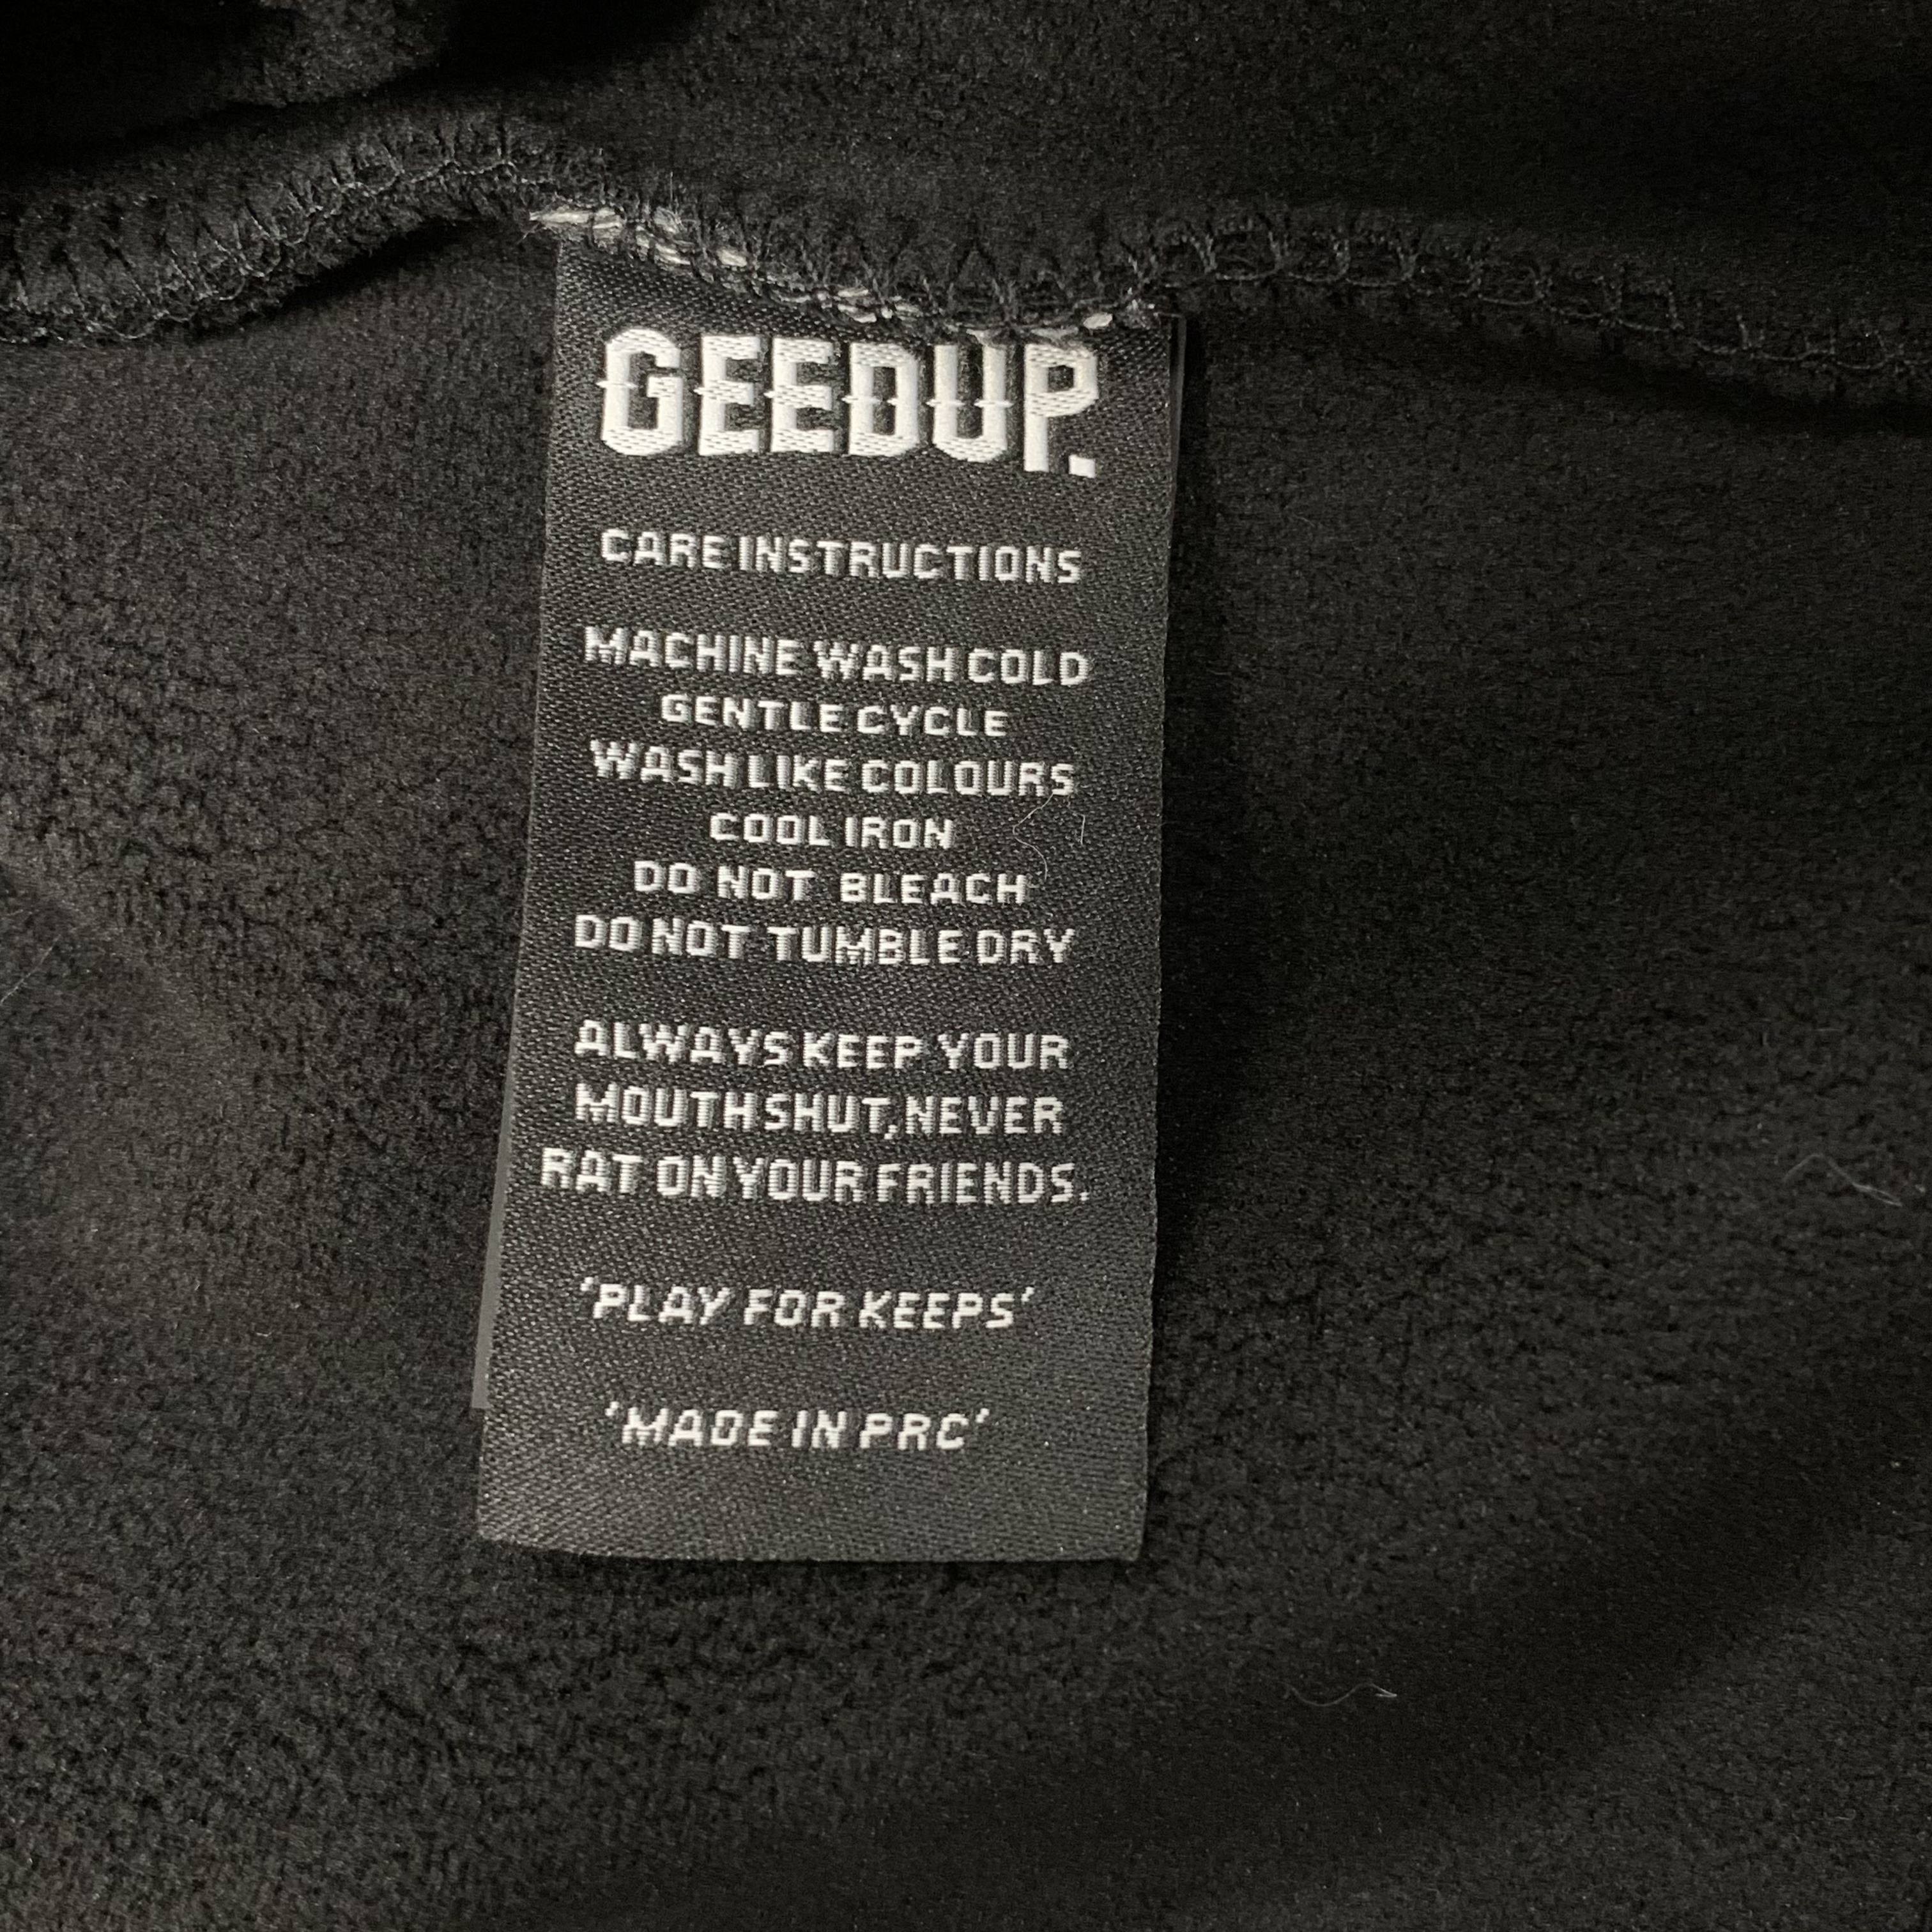 GEEDUP.
CARE INSTRUCTIONS
MACHINE WASH COLD
GENTLE CYCLE
WASH LIKE COLOURS
COOL IRON
DO NOT BLEACH
DO NOT TUMBLE DRY
ALWAYS KEEP YOUR
MOUTH SHUT, NEVER
RAT ON YOUR FRIENDS.
'PLAY FOR KEEPS'
'MADE IN PRC'